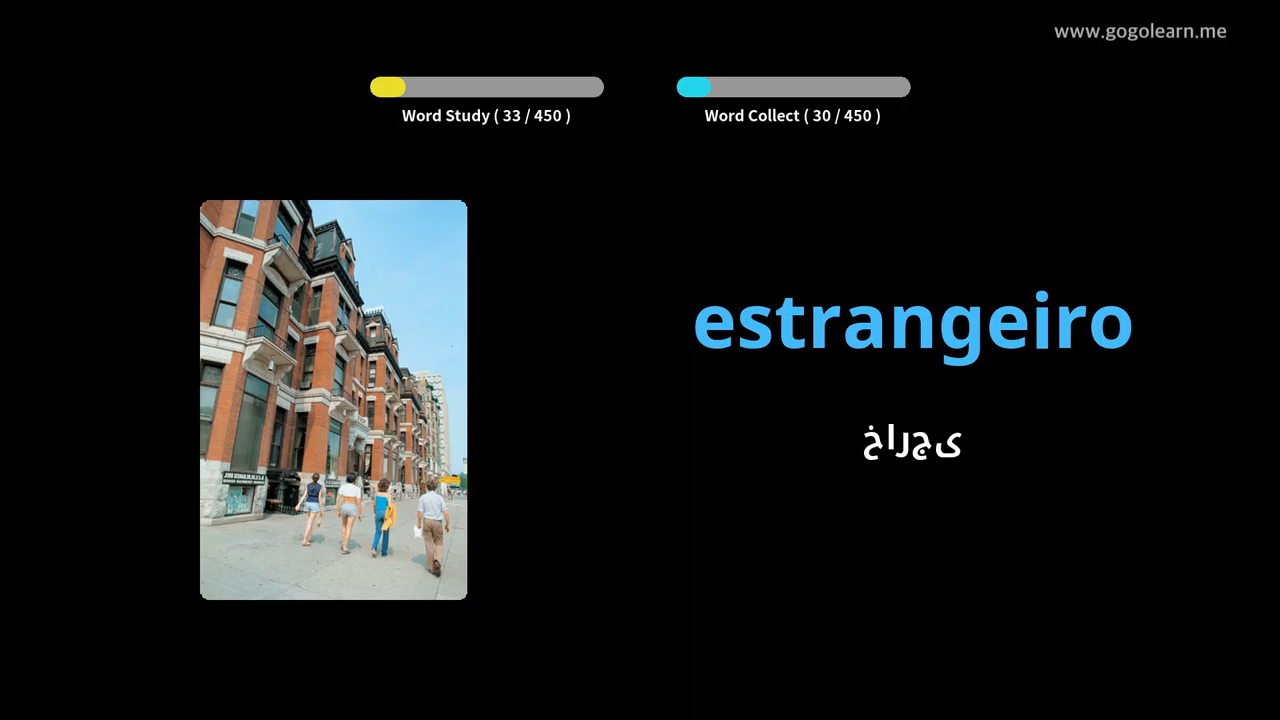 www.gogolearn.me
Word Study ( 33 / 450 )
Word Collect ( 30 / 450 )
estrangeiro
خارجی